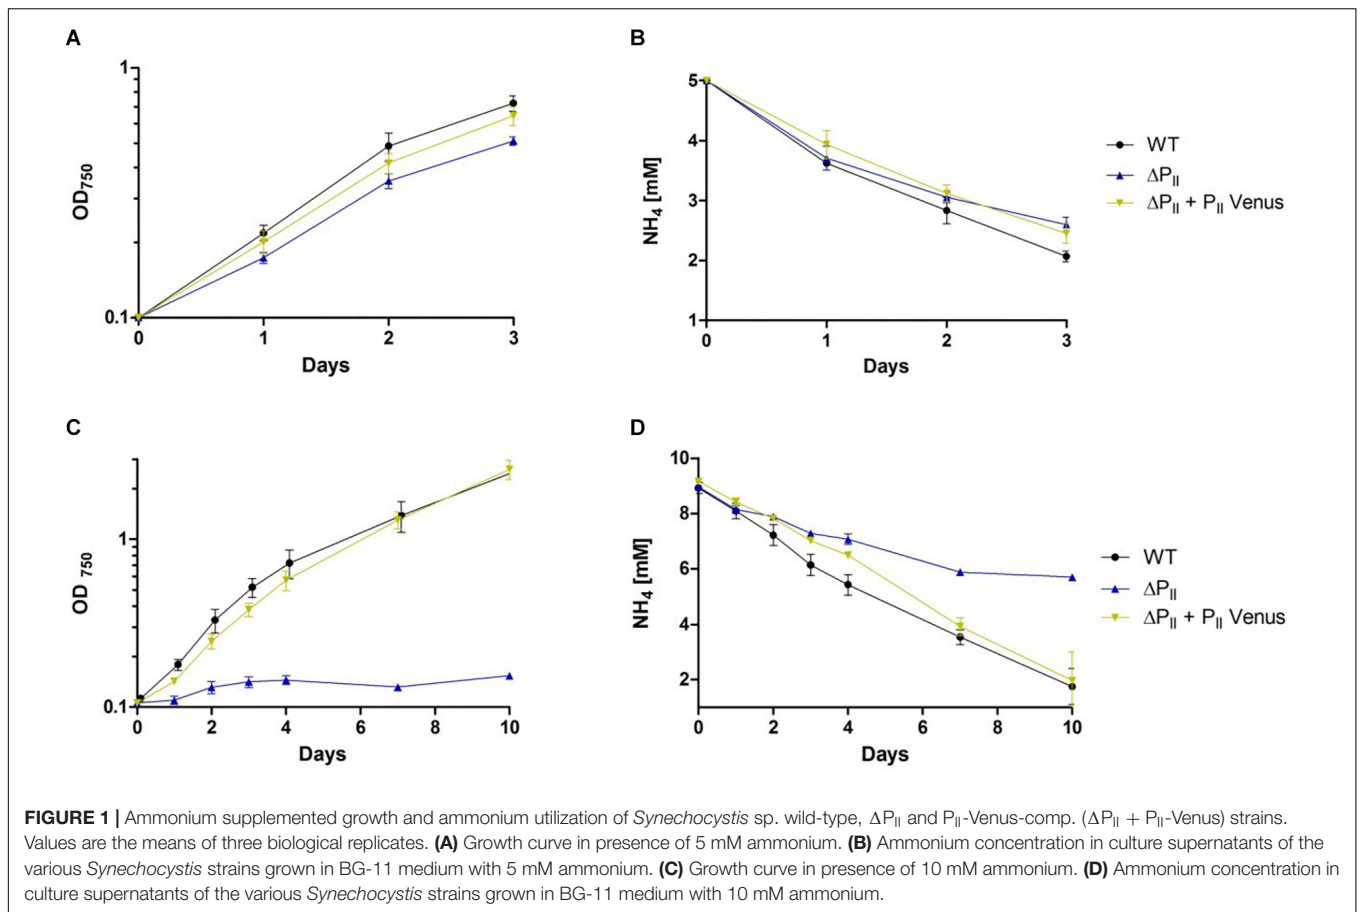 A
1
0.1
OD750
0
1
2
3
Days
B
5
4
3
2
1
NH4 [mM]
0
1
2
3
Days
WT
ΔPII
ΔPII + PII Venus
C
1
0.1
OD 750
0
2
4
6
8
10
Days
D
10
8
6
4
2
NH4 [mM]
0
2
4
6
8
10
Days
WT
ΔPII
ΔPII + PII Venus
FIGURE 1 | Ammonium supplemented growth and ammonium utilization of Synechocystis sp. wild-type, ΔPII and PII-Venus-comp. (ΔPII + PII-Venus) strains.
Values are the means of three biological replicates. (A) Growth curve in presence of 5 mM ammonium. (B) Ammonium concentration in culture supernatants of the
various Synechocystis strains grown in BG-11 medium with 5 mM ammonium. (C) Growth curve in presence of 10 mM ammonium. (D) Ammonium concentration in
culture supernatants of the various Synechocystis strains grown in BG-11 medium with 10 mM ammonium.